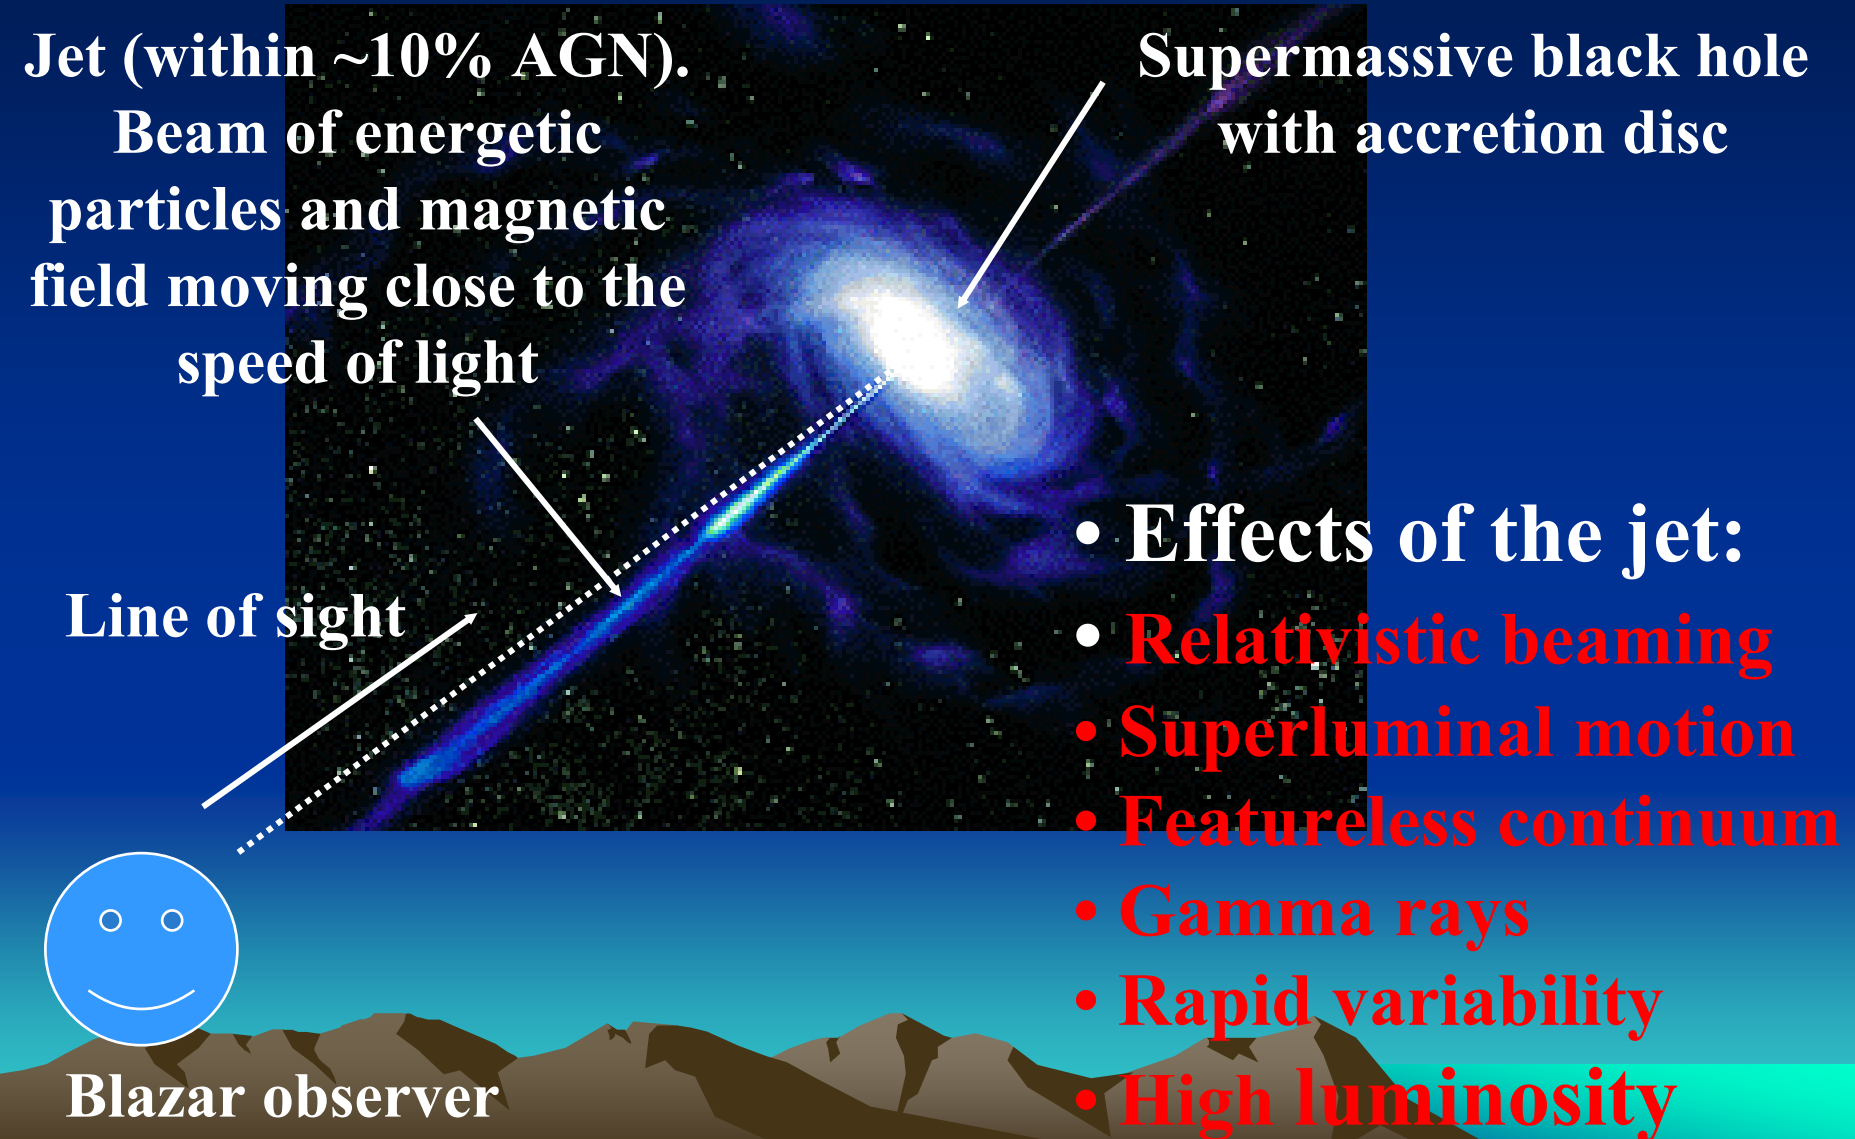 Jet (within ~10% AGN).
Beam of energetic
particles and magnetic
field moving close to the
speed of light
Supermassive black hole
with accretion disc
Line of sight
Blazar observer
• Effects of the jet:
• Relativistic beaming
• Superluminal motion
• Featureless continuum
• Gamma rays
• Rapid variability
• High luminosity